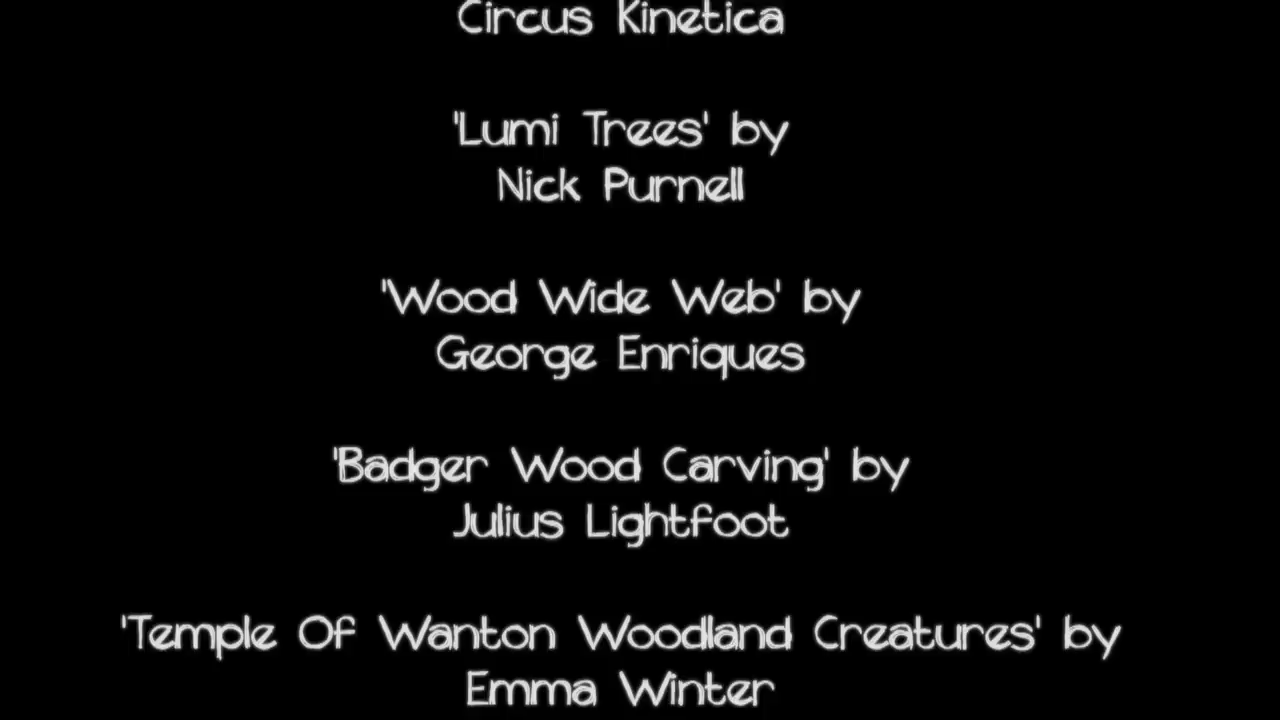 Circus Kinetica
'Lumi Trees' by
Nick Purnell
'Wood Wide Web' by
George Enriques
'Badger Wood Carving' by
Julius Lightfoot
'Temple Of Wanton Woodland Creatures' by
Emma Winter